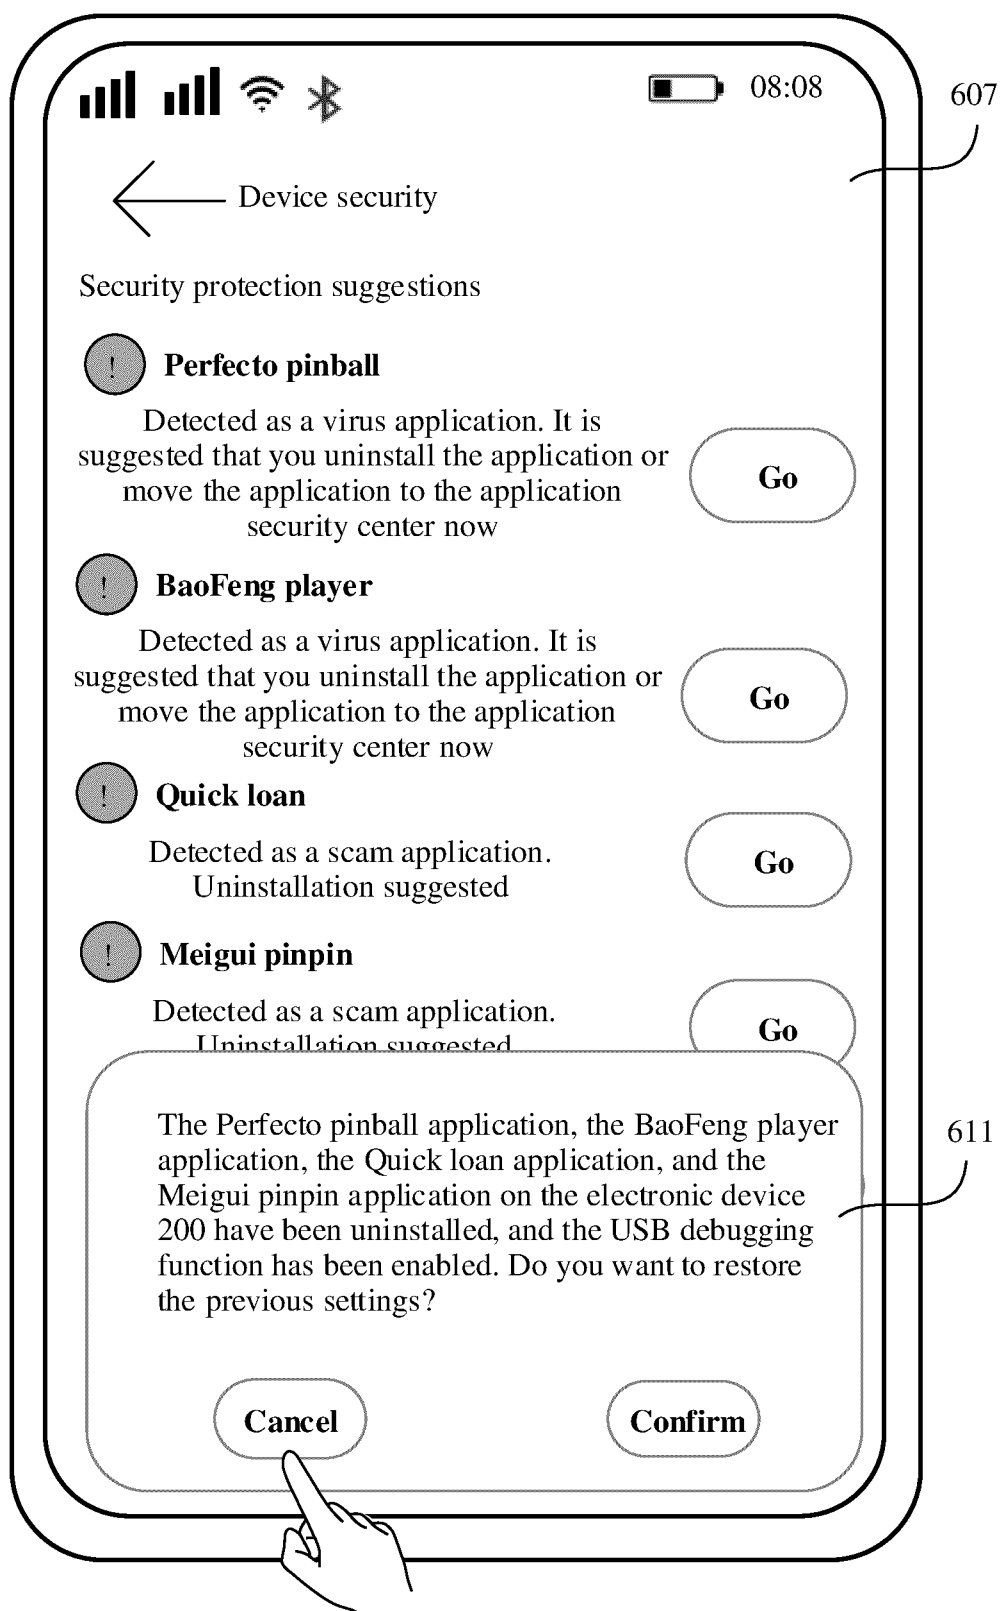 08:08
607
Device security
Security protection suggestions
! Perfecto pinball
Detected as a virus application. It is
suggested that you uninstall the application or
move the application to the application
security center now
Go
! BaoFeng player
Detected as a virus application. It is
suggested that you uninstall the application or
move the application to the application
security center now
Go
! Quick loan
Detected as a scam application.
Uninstallation suggested
Go
! Meigui pinpin
Detected as a scam application.
Uninstallation suggested
Go
The Perfecto pinball application, the BaoFeng player
application, the Quick loan application, and the
Meigui pinpin application on the electronic device
200 have been uninstalled, and the USB debugging
function has been enabled. Do you want to restore
the previous settings?
611
Cancel
Confirm